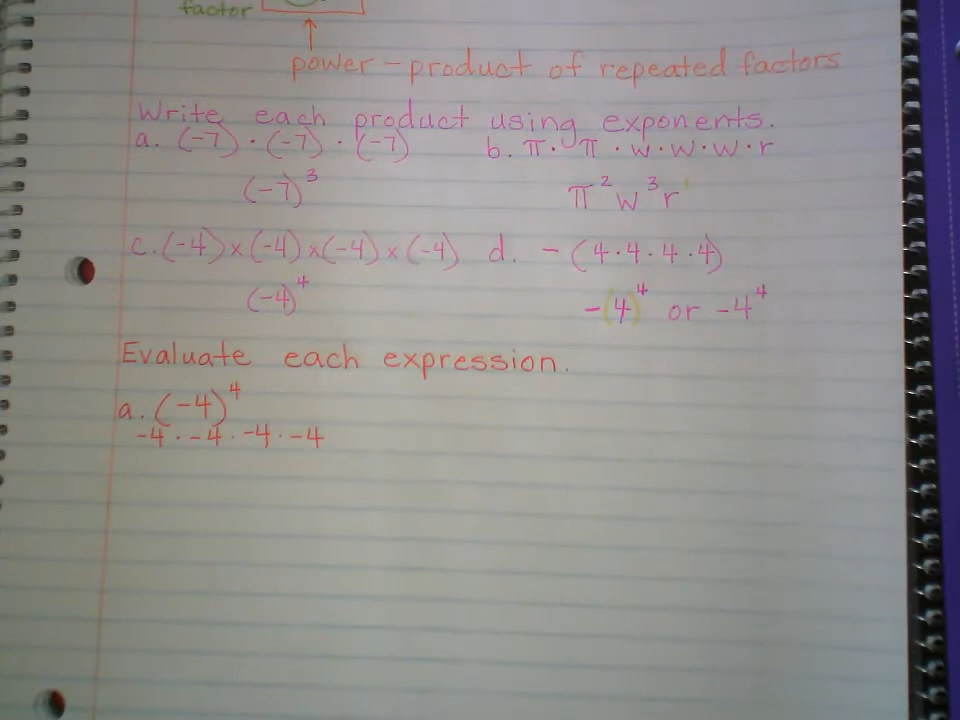 factor
power - product of repeated factors
Write each product using exponents.
a. (-7) · (-7) · (-7) b. π · π · w · w · w · r
(-7)³ π²w³r'
c. (-4) × (-4) × (-4) × (-4) d. - (4 · 4 · 4 · 4)
(-4)⁴ -(4)⁴ or -4⁴
Evaluate each expression.
a. (-4)⁴
-4 · -4 · -4 · -4